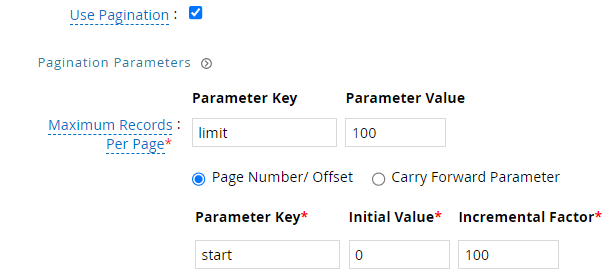 Use Pagination :
Pagination Parameters
Parameter Key Parameter Value
Maximum Records Per Page* : limit 100
Page Number/ Offset Carry Forward Parameter
Parameter Key* Initial Value* Incremental Factor*
start 0 100